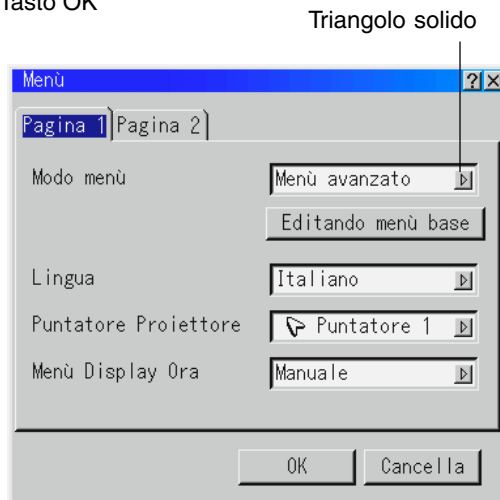 Tasto OK
Triangolo solido
Menù
Pagina 1 Pagina 2
Modo menù Menù avanzato
Editando menù base
Lingua Italiano
Puntatore Proiettore Puntatore 1
Menù Display Ora Manuale
OK Cancella